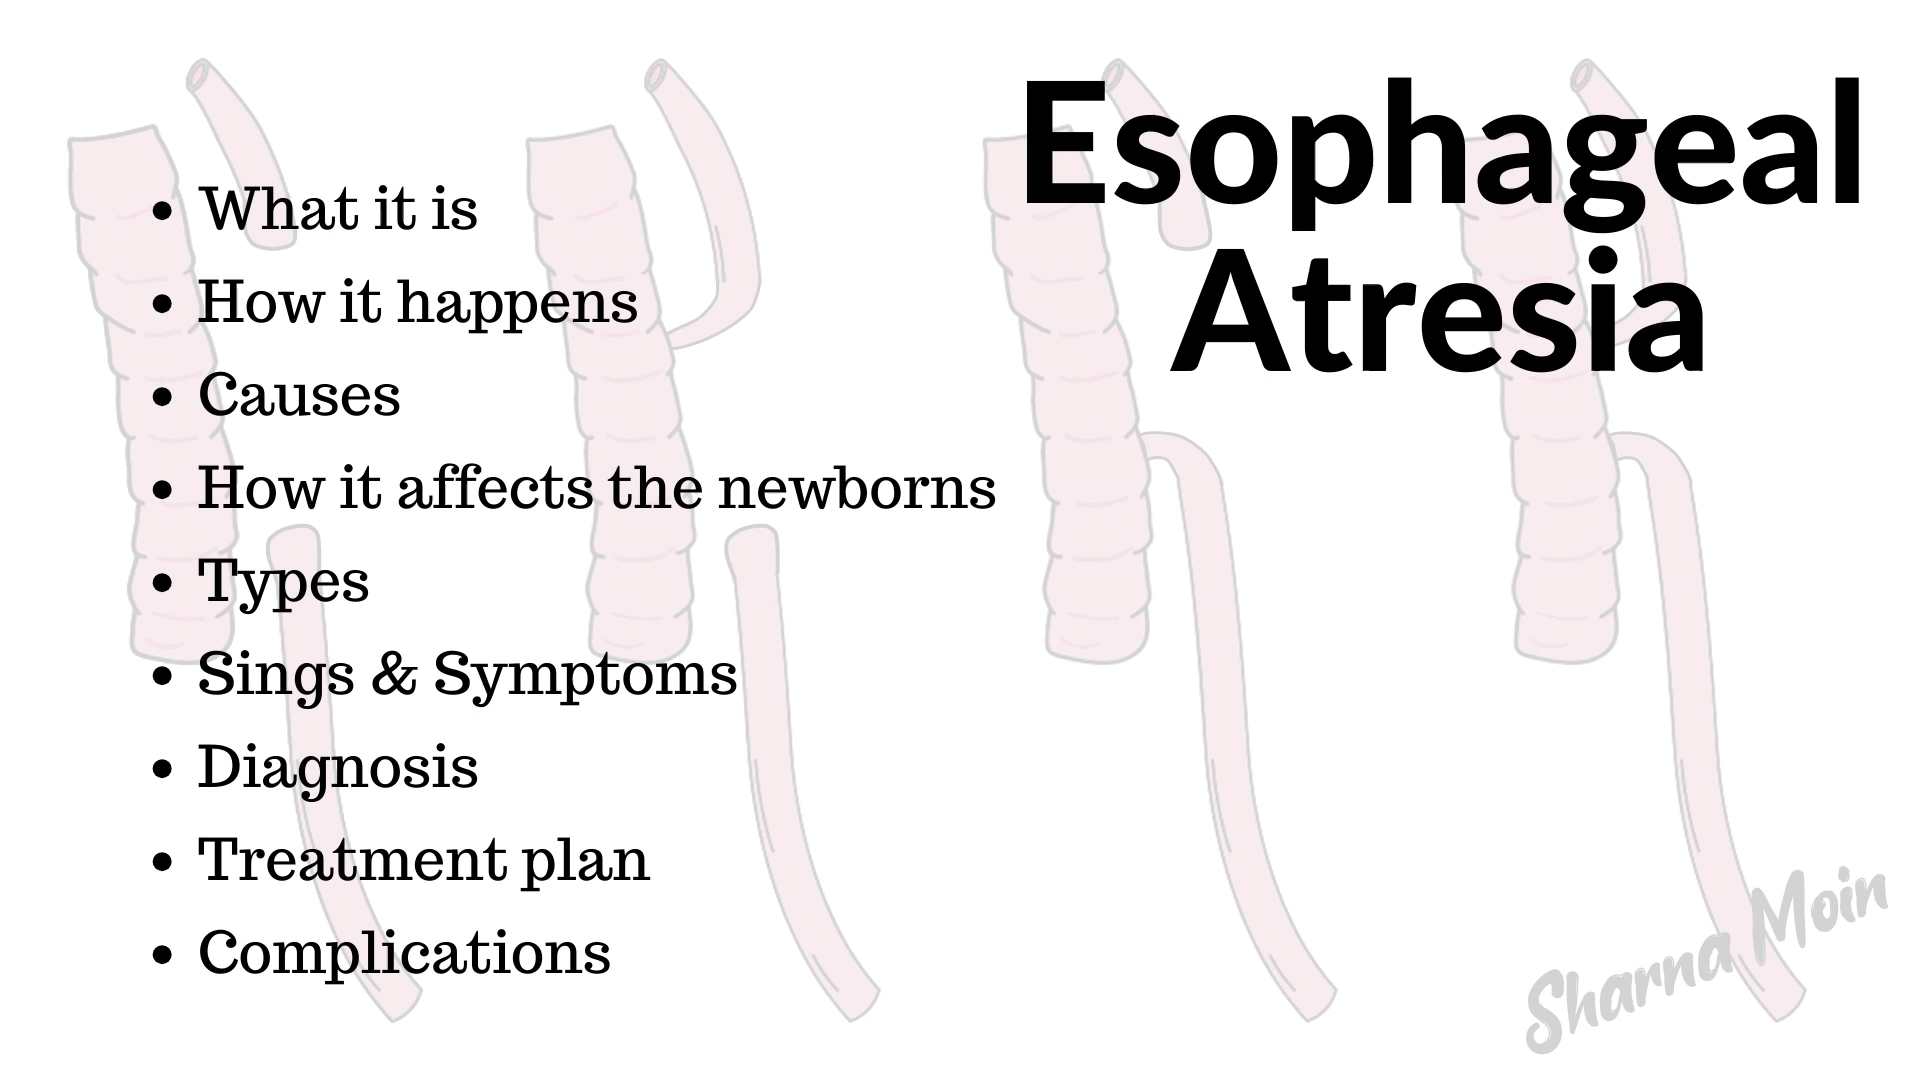 Esophageal
Atresia
• What it is
• How it happens
• Causes
• How it affects the newborns
• Types
• Sings & Symptoms
• Diagnosis
• Treatment plan
• Complications
Sharna Moin